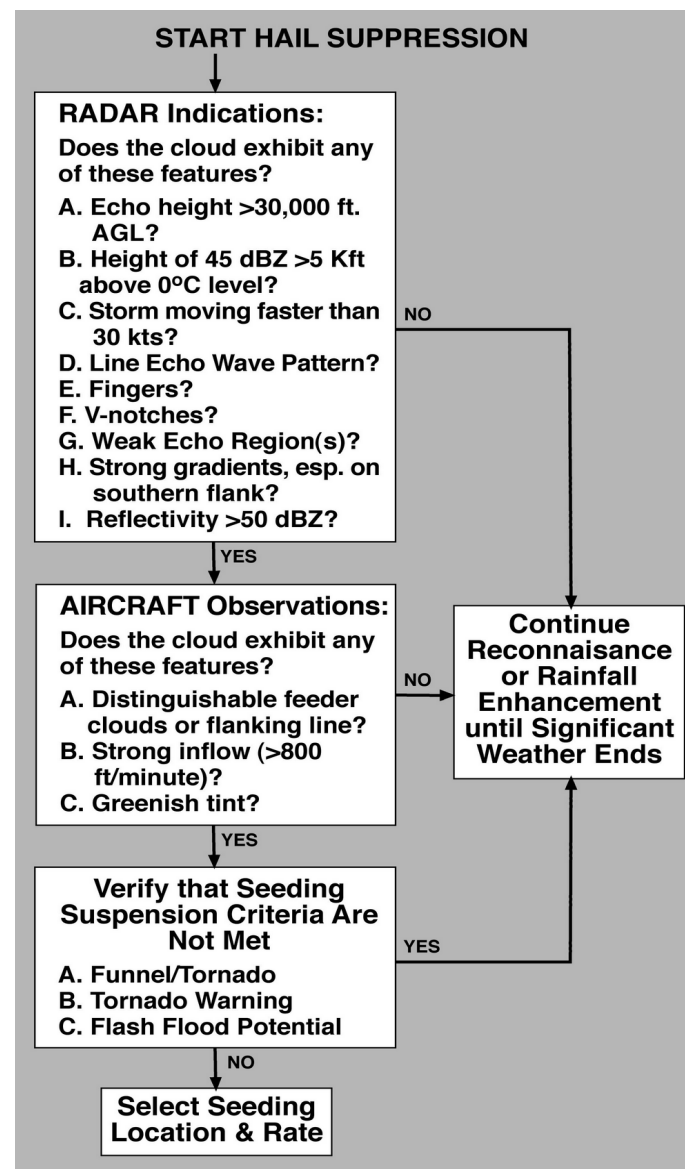 START HAIL SUPPRESSION
RADAR Indications:
Does the cloud exhibit any
of these features?
A. Echo height >30,000 ft.
AGL?
B. Height of 45 dBZ >5 Kft
above 0ºC level?
C. Storm moving faster than
30 kts?
D. Line Echo Wave Pattern?
E. Fingers?
F. V-notches?
G. Weak Echo Region(s)?
H. Strong gradients, esp. on
southern flank?
I. Reflectivity >50 dBZ?
NO
YES
AIRCRAFT Observations:
Does the cloud exhibit any
of these features?
A. Distinguishable feeder
clouds or flanking line?
B. Strong inflow (>800
ft/minute)?
C. Greenish tint?
NO
Continue
Reconnaisance
or Rainfall
Enhancement
until Significant
Weather Ends
YES
Verify that Seeding
Suspension Criteria Are
Not Met
A. Funnel/Tornado
B. Tornado Warning
C. Flash Flood Potential
YES
NO
Select Seeding
Location & Rate